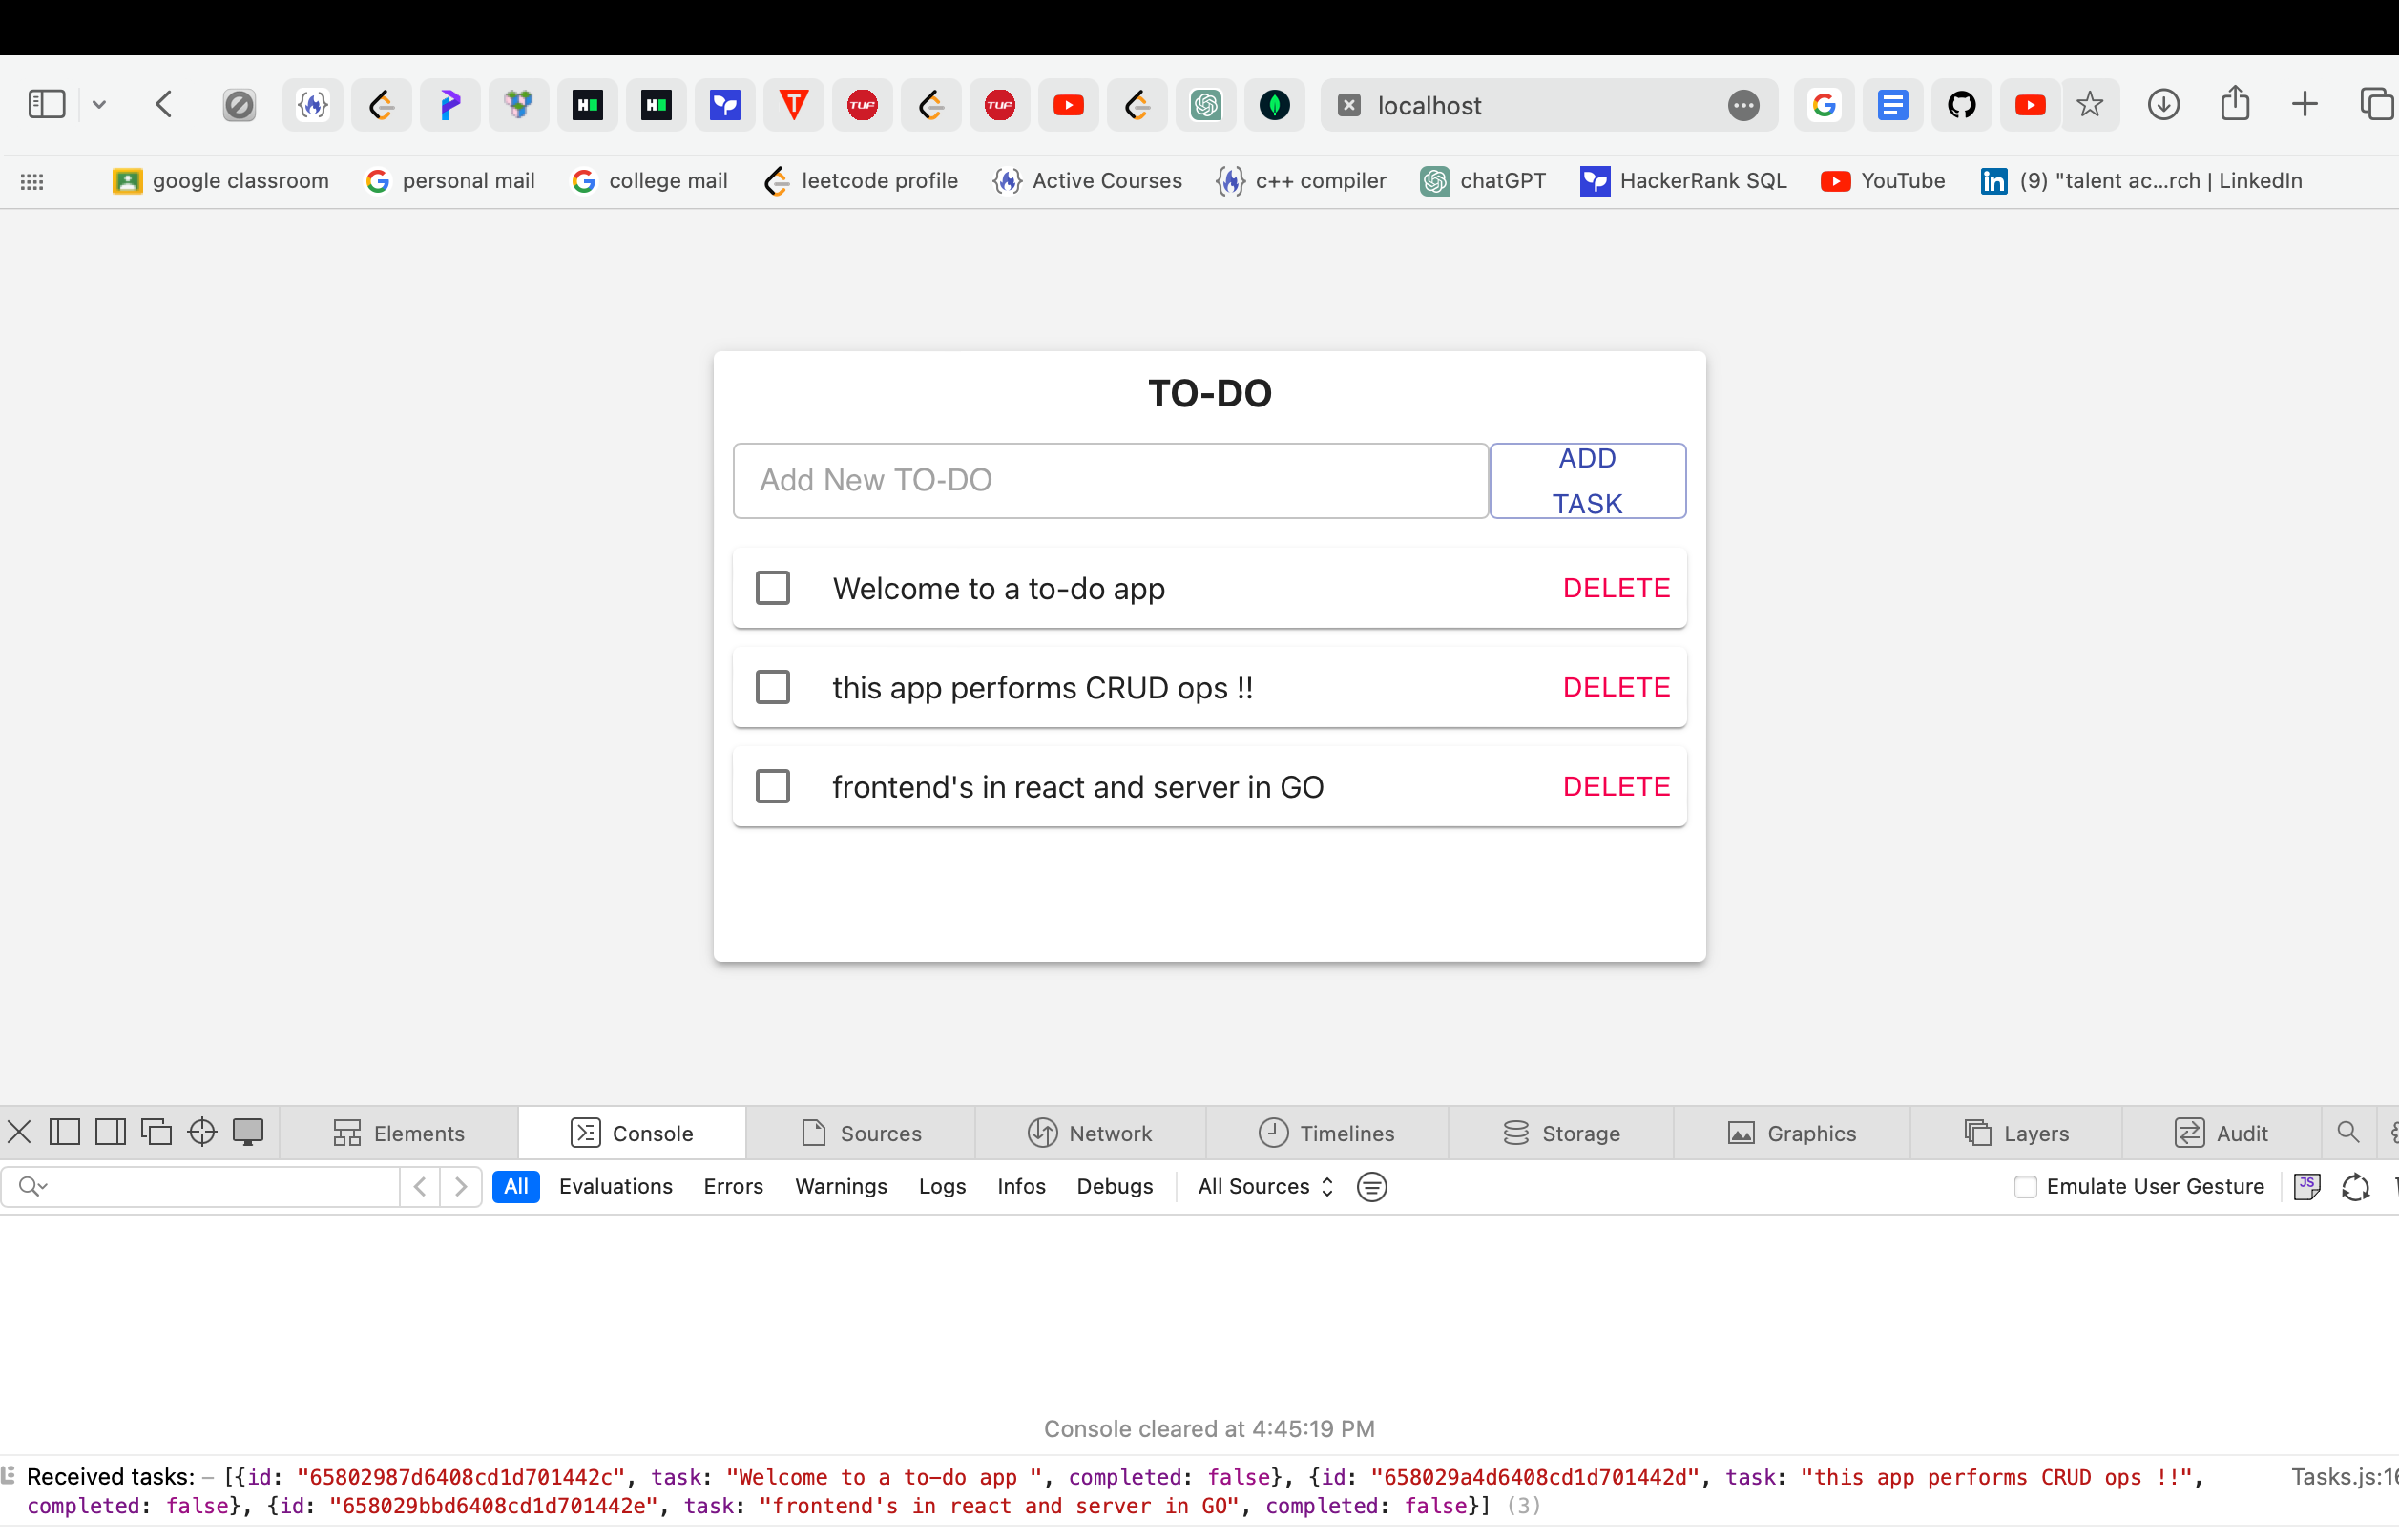 localhost
google classroom personal mail college mail leetcode profile Active Courses c++ compiler chatGPT HackerRank SQL YouTube (9) "talent ac...rch | LinkedIn
TO-DO
Add New TO-DO
ADD
TASK
Welcome to a to-do app DELETE
this app performs CRUD ops !! DELETE
frontend's in react and server in GO DELETE
Elements Console Sources Network Timelines Storage Graphics Layers Audit
All Evaluations Errors Warnings Logs Infos Debugs All Sources Emulate User Gesture
Console cleared at 4:45:19 PM
Received tasks: – [{id: "65802987d6408cd1d701442c", task: "Welcome to a to-do app ", completed: false}, {id: "658029a4d6408cd1d701442d", task: "this app performs CRUD ops !!", Tasks.js:16
completed: false}, {id: "658029bbd6408cd1d701442e", task: "frontend's in react and server in GO", completed: false}] (3)